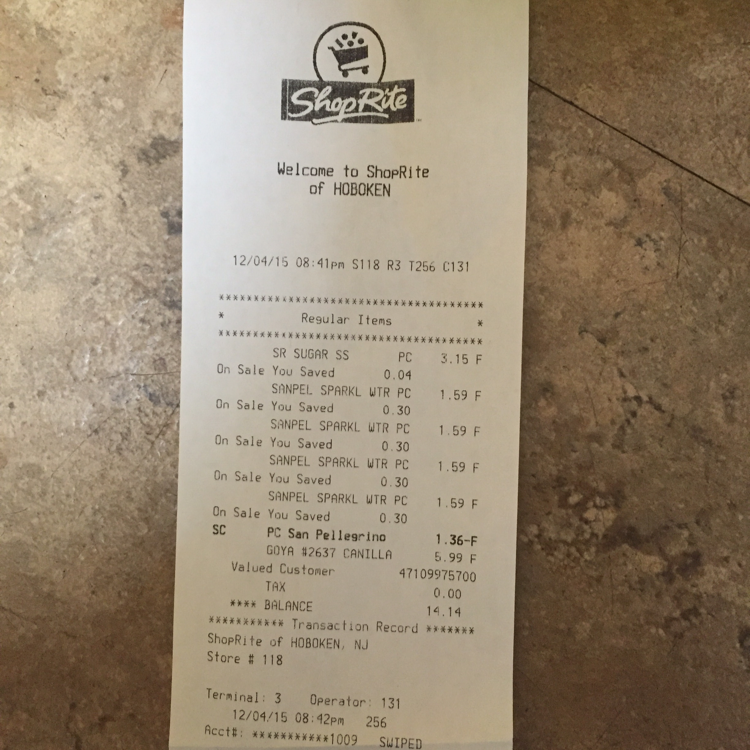 ShopRite
Welcome to ShopRite
of HOBOKEN
12/04/15 08:41pm S118 R3 T256 C131
**************************************
* Regular Items *
**************************************
SR SUGAR SS PC 3.15 F
On Sale You Saved 0.04
SANPEL SPARKL WTR PC 1.59 F
On Sale You Saved 0.30
SANPEL SPARKL WTR PC 1.59 F
On Sale You Saved 0.30
SANPEL SPARKL WTR PC 1.59 F
On Sale You Saved 0.30
SANPEL SPARKL WTR PC 1.59 F
On Sale You Saved 0.30
SC PC San Pellegrino 1.36-F
GOYA #2637 CANILLA 5.99 F
Valued Customer 47109975700
TAX 0.00
**** BALANCE 14.14
*********** Transaction Record *******
ShopRite of HOBOKEN, NJ
Store # 118
Terminal: 3 Operator: 131
12/04/15 08:42pm 256
Acct#: ***********1009 SWIPED